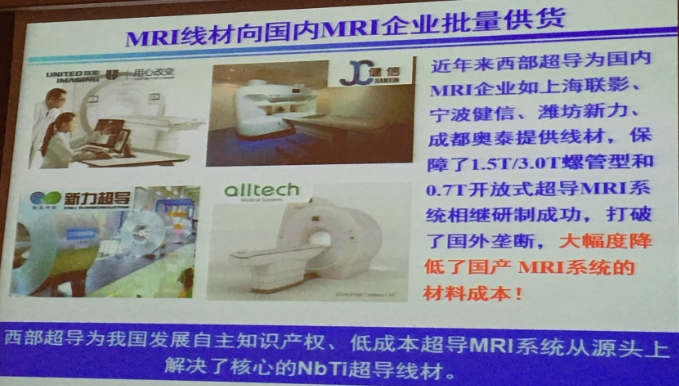 MRI线材向国内MRI企业批量供货
UNITED IMAGING 联影 用心改变
JC 健信
JIANXIN
近年来西部超导为国内
MRI企业如上海联影、
宁波健信、潍坊新力、
成都奥泰提供线材，保
障了1.5T/3.0T螺管型和
0.7T开放式超导MRI系
统相继研制成功，打破
了国外垄断，大幅度降
低了国产 MRI系统的
材料成本！
新力超导
alltech
Medical Systems
西部超导为我国发展自主知识产权、低成本超导MRI系统从源头上
解决了核心的NbTi超导线材。